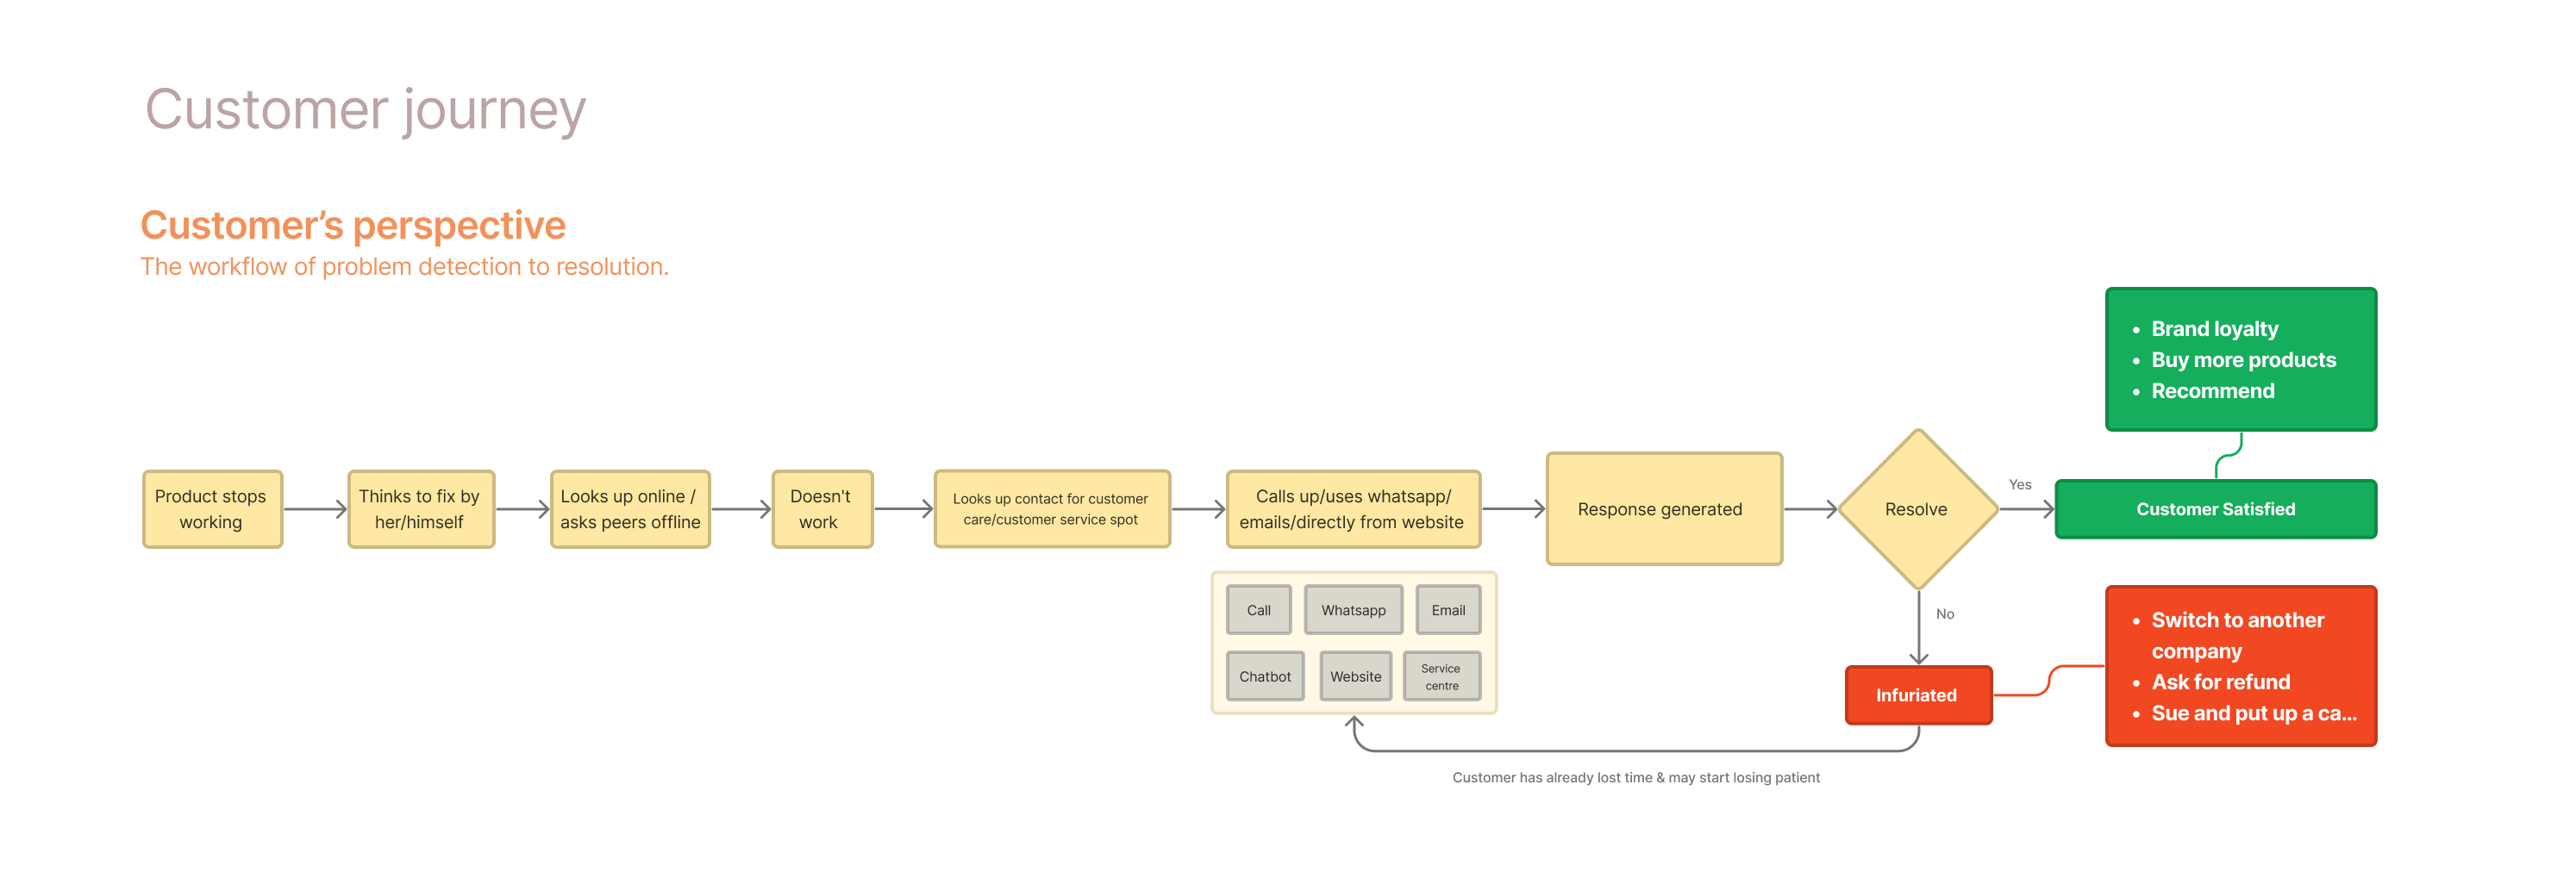 Customer journey
Customer’s perspective
The workflow of problem detection to resolution.
Product stops
working
Thinks to fix by
her/himself
Looks up online /
asks peers offline
Doesn't
work
Looks up contact for customer
care/customer service spot
Calls up/uses whatsapp/
emails/directly from website
Call
Whatsapp
Email
Chatbot
Website
Service
centre
Response generated
Resolve
Yes
Customer Satisfied
• Brand loyalty
• Buy more products
• Recommend
No
Infuriated
• Switch to another
company
• Ask for refund
• Sue and put up a ca...
Customer has already lost time & may start losing patient